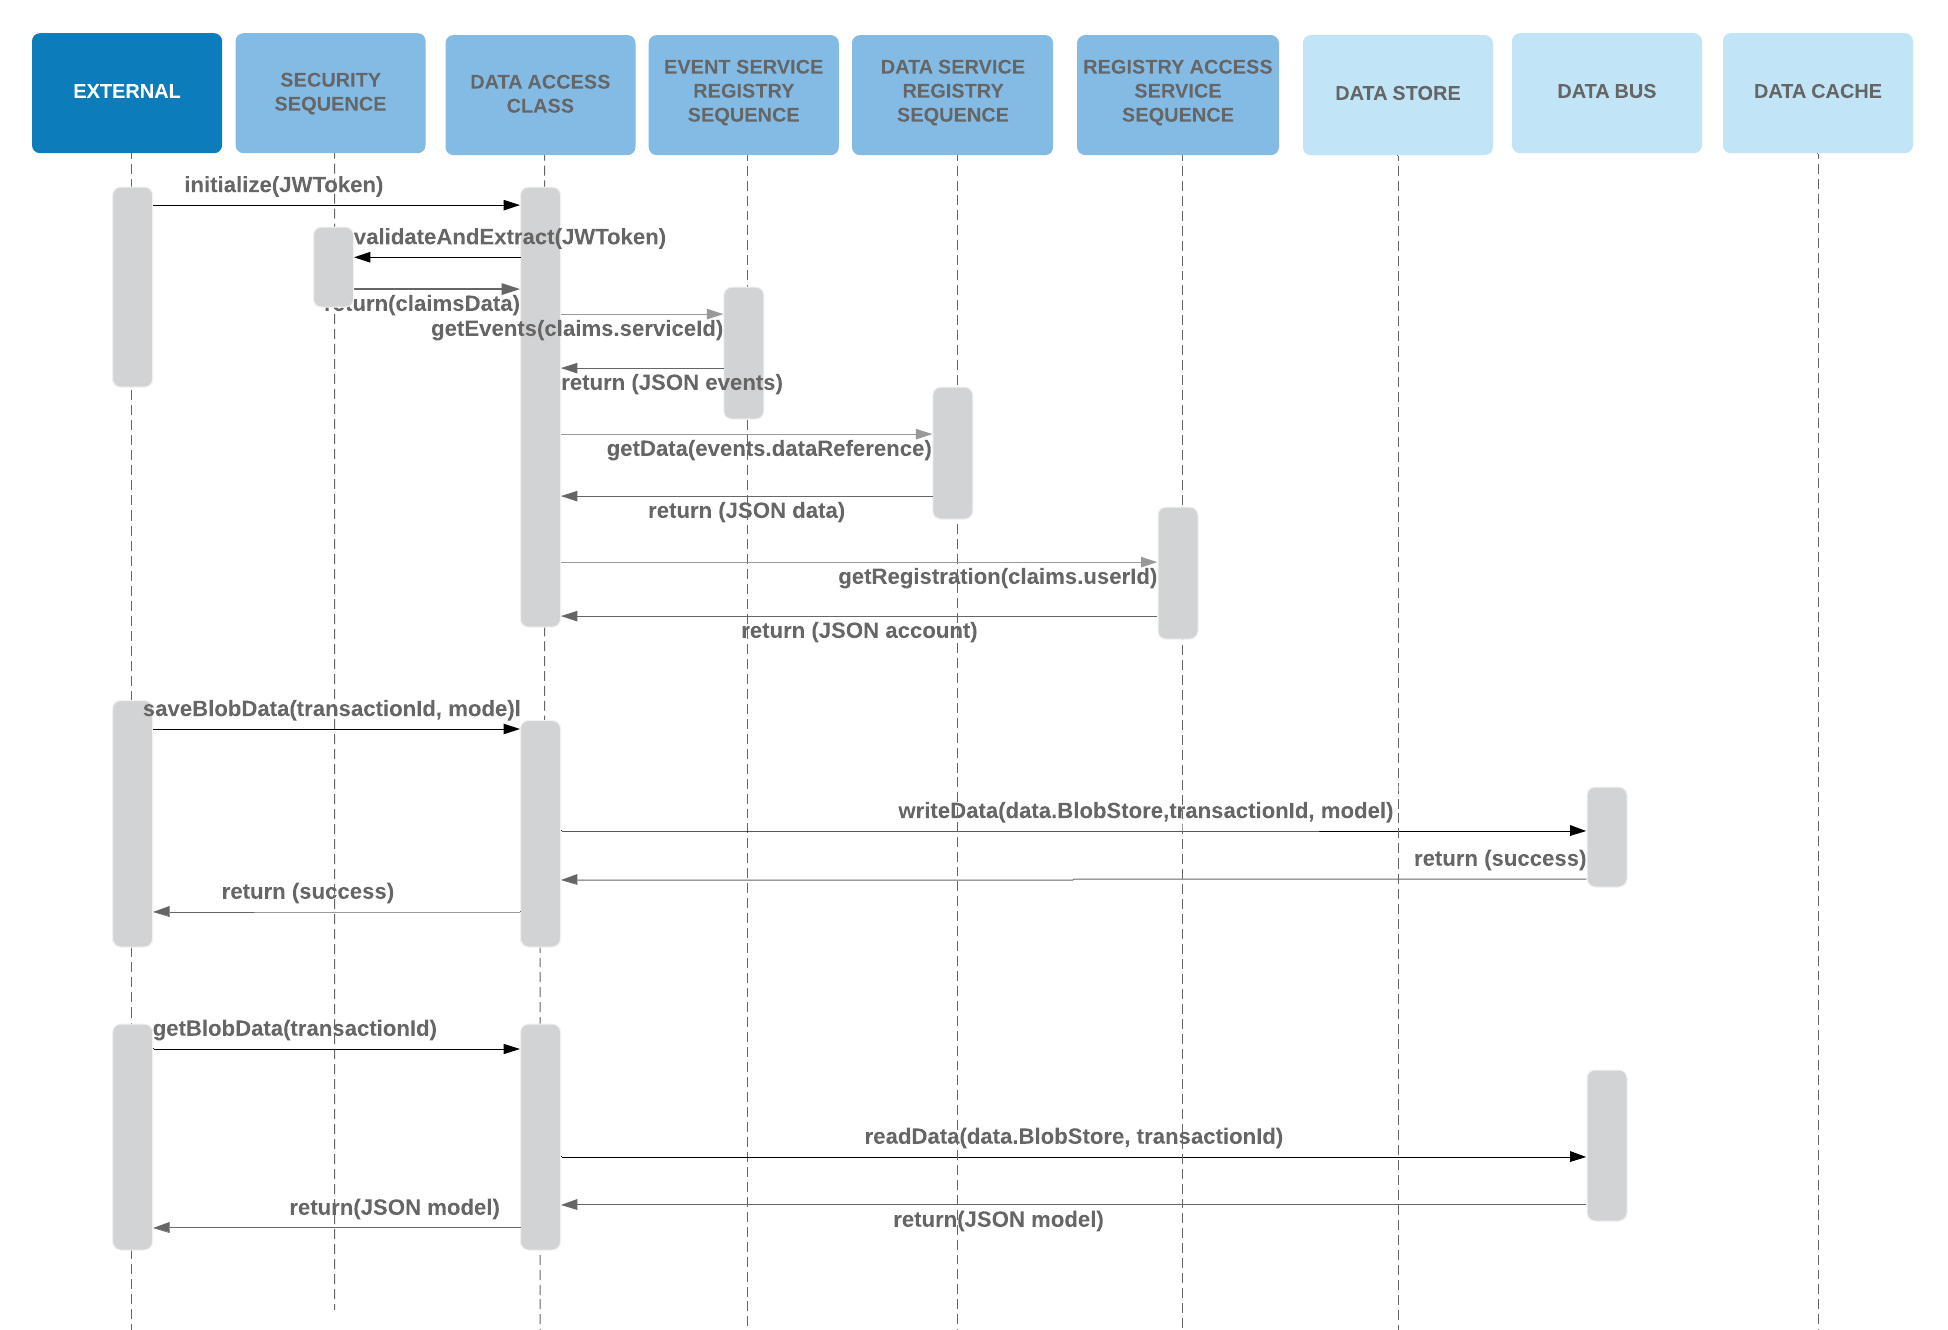 EXTERNAL
SECURITY
SEQUENCE
DATA ACCESS
CLASS
EVENT SERVICE
REGISTRY
SEQUENCE
DATA SERVICE
REGISTRY
SEQUENCE
REGISTRY ACCESS
SERVICE
SEQUENCE
DATA STORE
DATA BUS
DATA CACHE
initialize(JWToken)
validateAndExtract(JWToken)
return(claimsData)
getEvents(claims.serviceId)
return (JSON events)
getData(events.dataReference)
return (JSON data)
getRegistration(claims.userId)
return (JSON account)
saveBlobData(transactionId, mode)l
writeData(data.BlobStore,transactionId, model)
return (success)
return (success)
getBlobData(transactionId)
readData(data.BlobStore, transactionId)
return(JSON model)
return(JSON model)